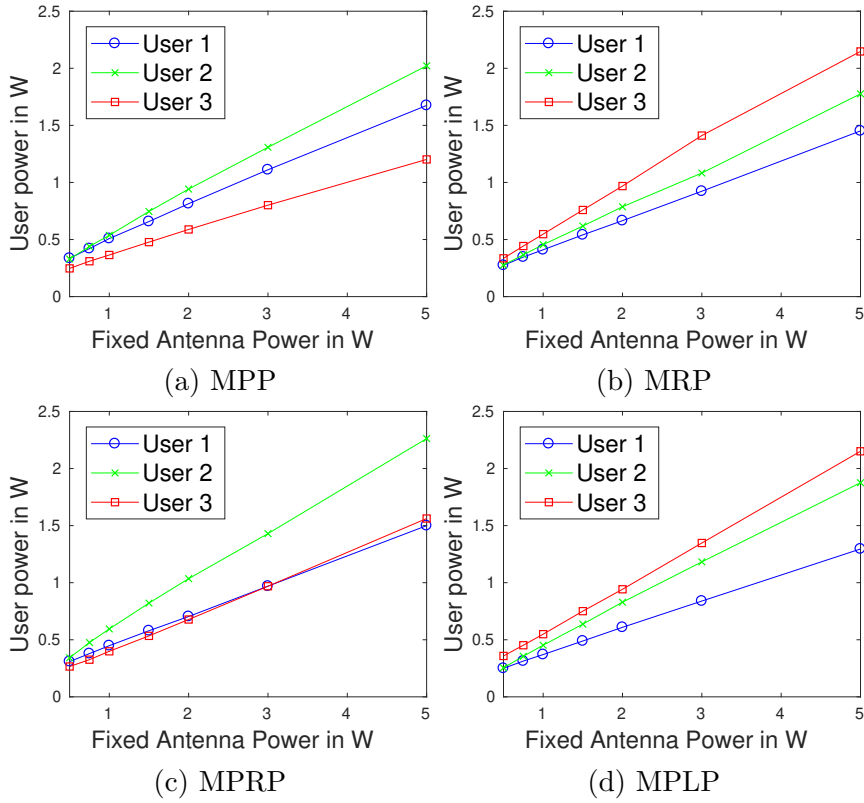 2.5
2
1.5
1
0.5
0
User power in W
User 1
User 2
User 3
1 2 3 4 5
Fixed Antenna Power in W
(a) MPP
2.5
2
1.5
1
0.5
0
User power in W
User 1
User 2
User 3
1 2 3 4 5
Fixed Antenna Power in W
(b) MRP
2.5
2
1.5
1
0.5
0
User power in W
User 1
User 2
User 3
1 2 3 4 5
Fixed Antenna Power in W
(c) MPRP
2.5
2
1.5
1
0.5
0
User power in W
User 1
User 2
User 3
1 2 3 4 5
Fixed Antenna Power in W
(d) MPLP